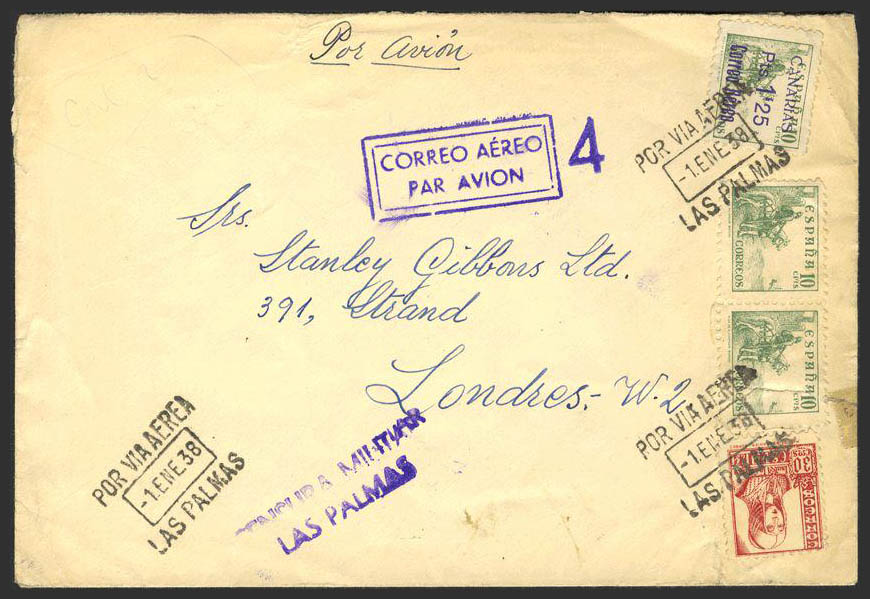 Por Avión
CORREO AÉREO
PAR AVION
4
CANARIAS
Pts. 1'25
Correo Aéreo
POR VIA AEREA
-1.ENE 38
LAS PALMAS
Srs.
Stanley Gibbons Ltd.
391, Strand
Londres.- W.2
ESPAÑA
10
CTS
CORREOS
ESPAÑA
10
CTS
POR VIA AEREA
-1.ENE 38
LAS PALMAS
30
CENSURA MILITAR
LAS PALMAS
POR VIA AEREA
-1.ENE 38
LAS PALMAS